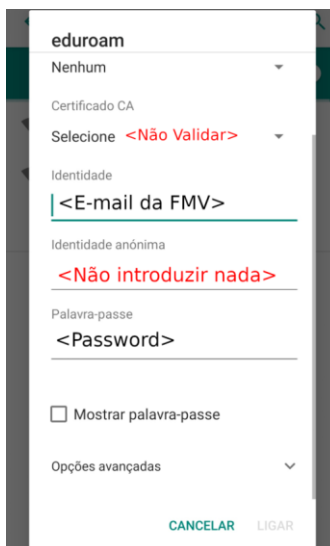 eduroam
Nenhum
Certificado CA
Selecione <Não Validar>
Identidade
<E-mail da FMV>
Identidade anónima
<Não introduzir nada>
Palavra-passe
<Password>
Mostrar palavra-passe
Opções avançadas
CANCELAR LIGAR